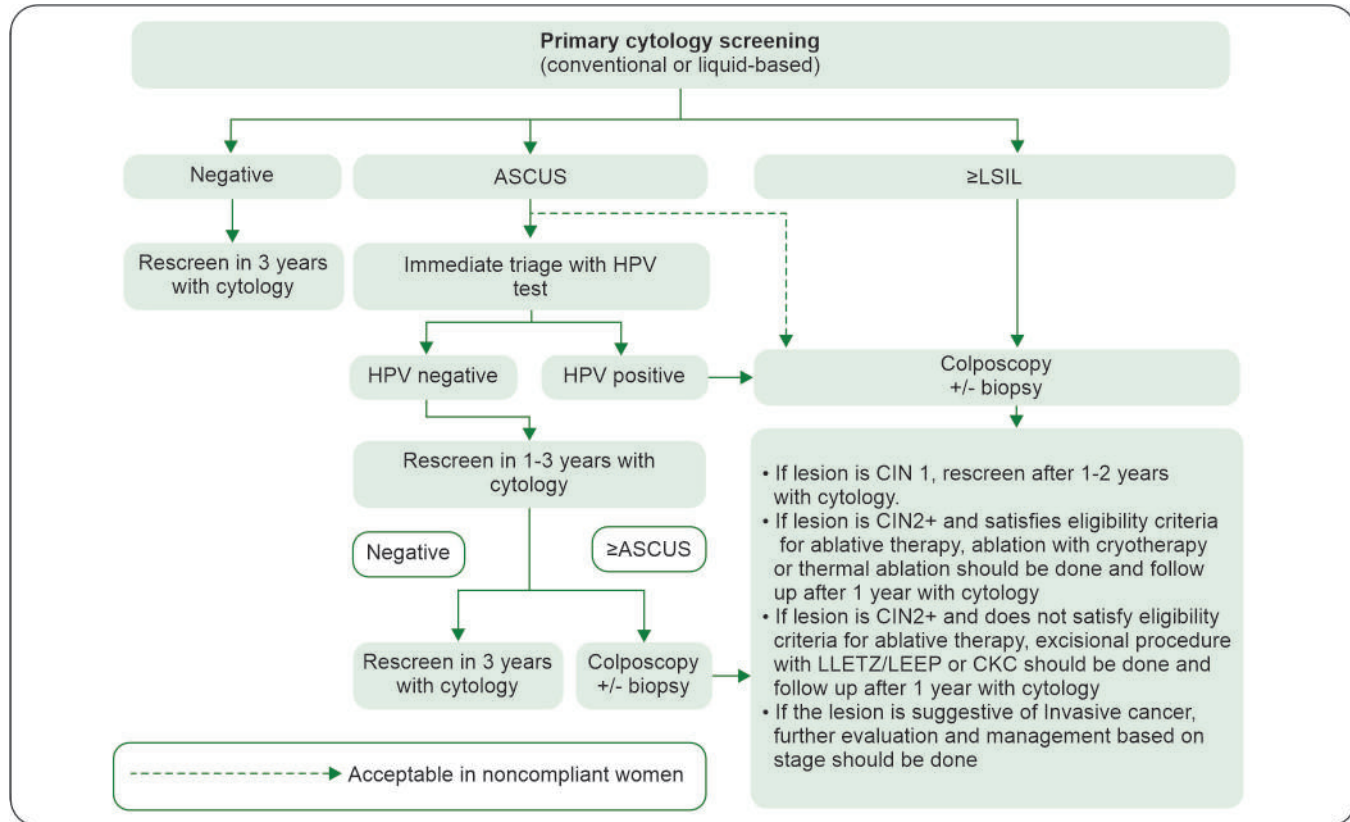 Primary cytology screening
(conventional or liquid-based)
Negative
ASCUS
≥LSIL
Rescreen in 3 years
with cytology
Immediate triage with HPV
test
HPV negative
HPV positive
Colposcopy
+/- biopsy
Rescreen in 1-3 years with
cytology
Negative
≥ASCUS
Rescreen in 3 years
with cytology
Colposcopy
+/- biopsy
• If lesion is CIN 1, rescreen after 1-2 years
with cytology.
• If lesion is CIN2+ and satisfies eligibility criteria
for ablative therapy, ablation with cryotherapy
or thermal ablation should be done and follow
up after 1 year with cytology
• If lesion is CIN2+ and does not satisfy eligibility
criteria for ablative therapy, excisional procedure
with LLETZ/LEEP or CKC should be done and
follow up after 1 year with cytology
• If the lesion is suggestive of Invasive cancer,
further evaluation and management based on
stage should be done
Acceptable in noncompliant women